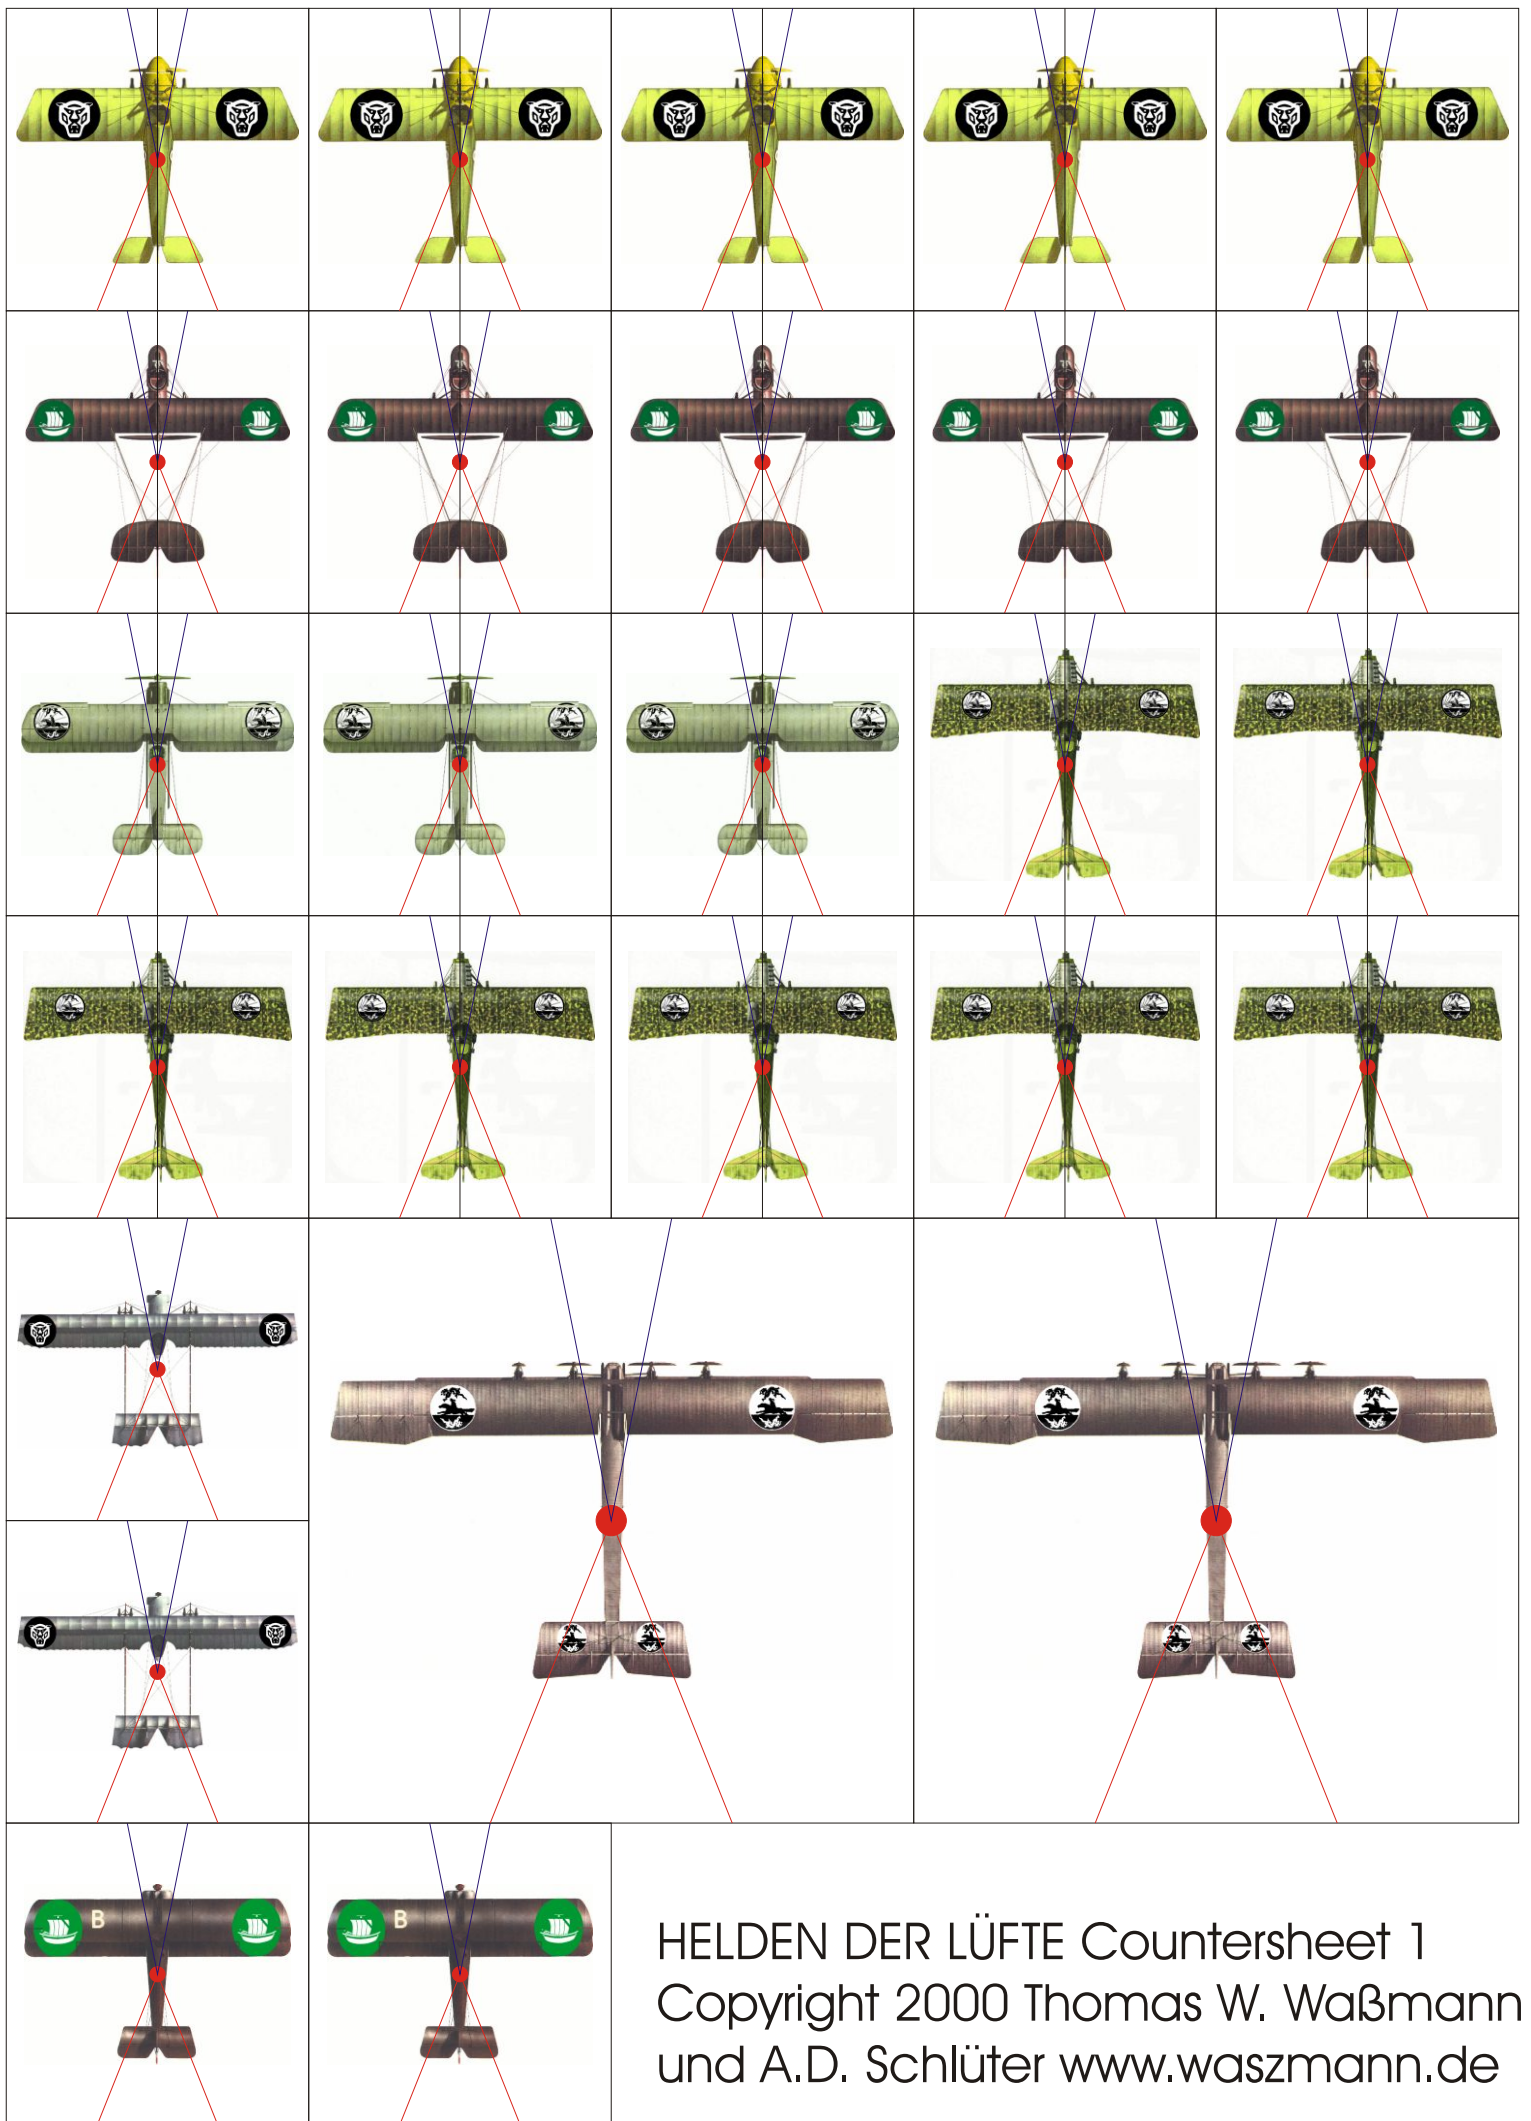 B
B
HELDEN DER LÜFTE Countersheet 1
Copyright 2000 Thomas W. Waßmann
und A.D. Schlüter www.waszmann.de